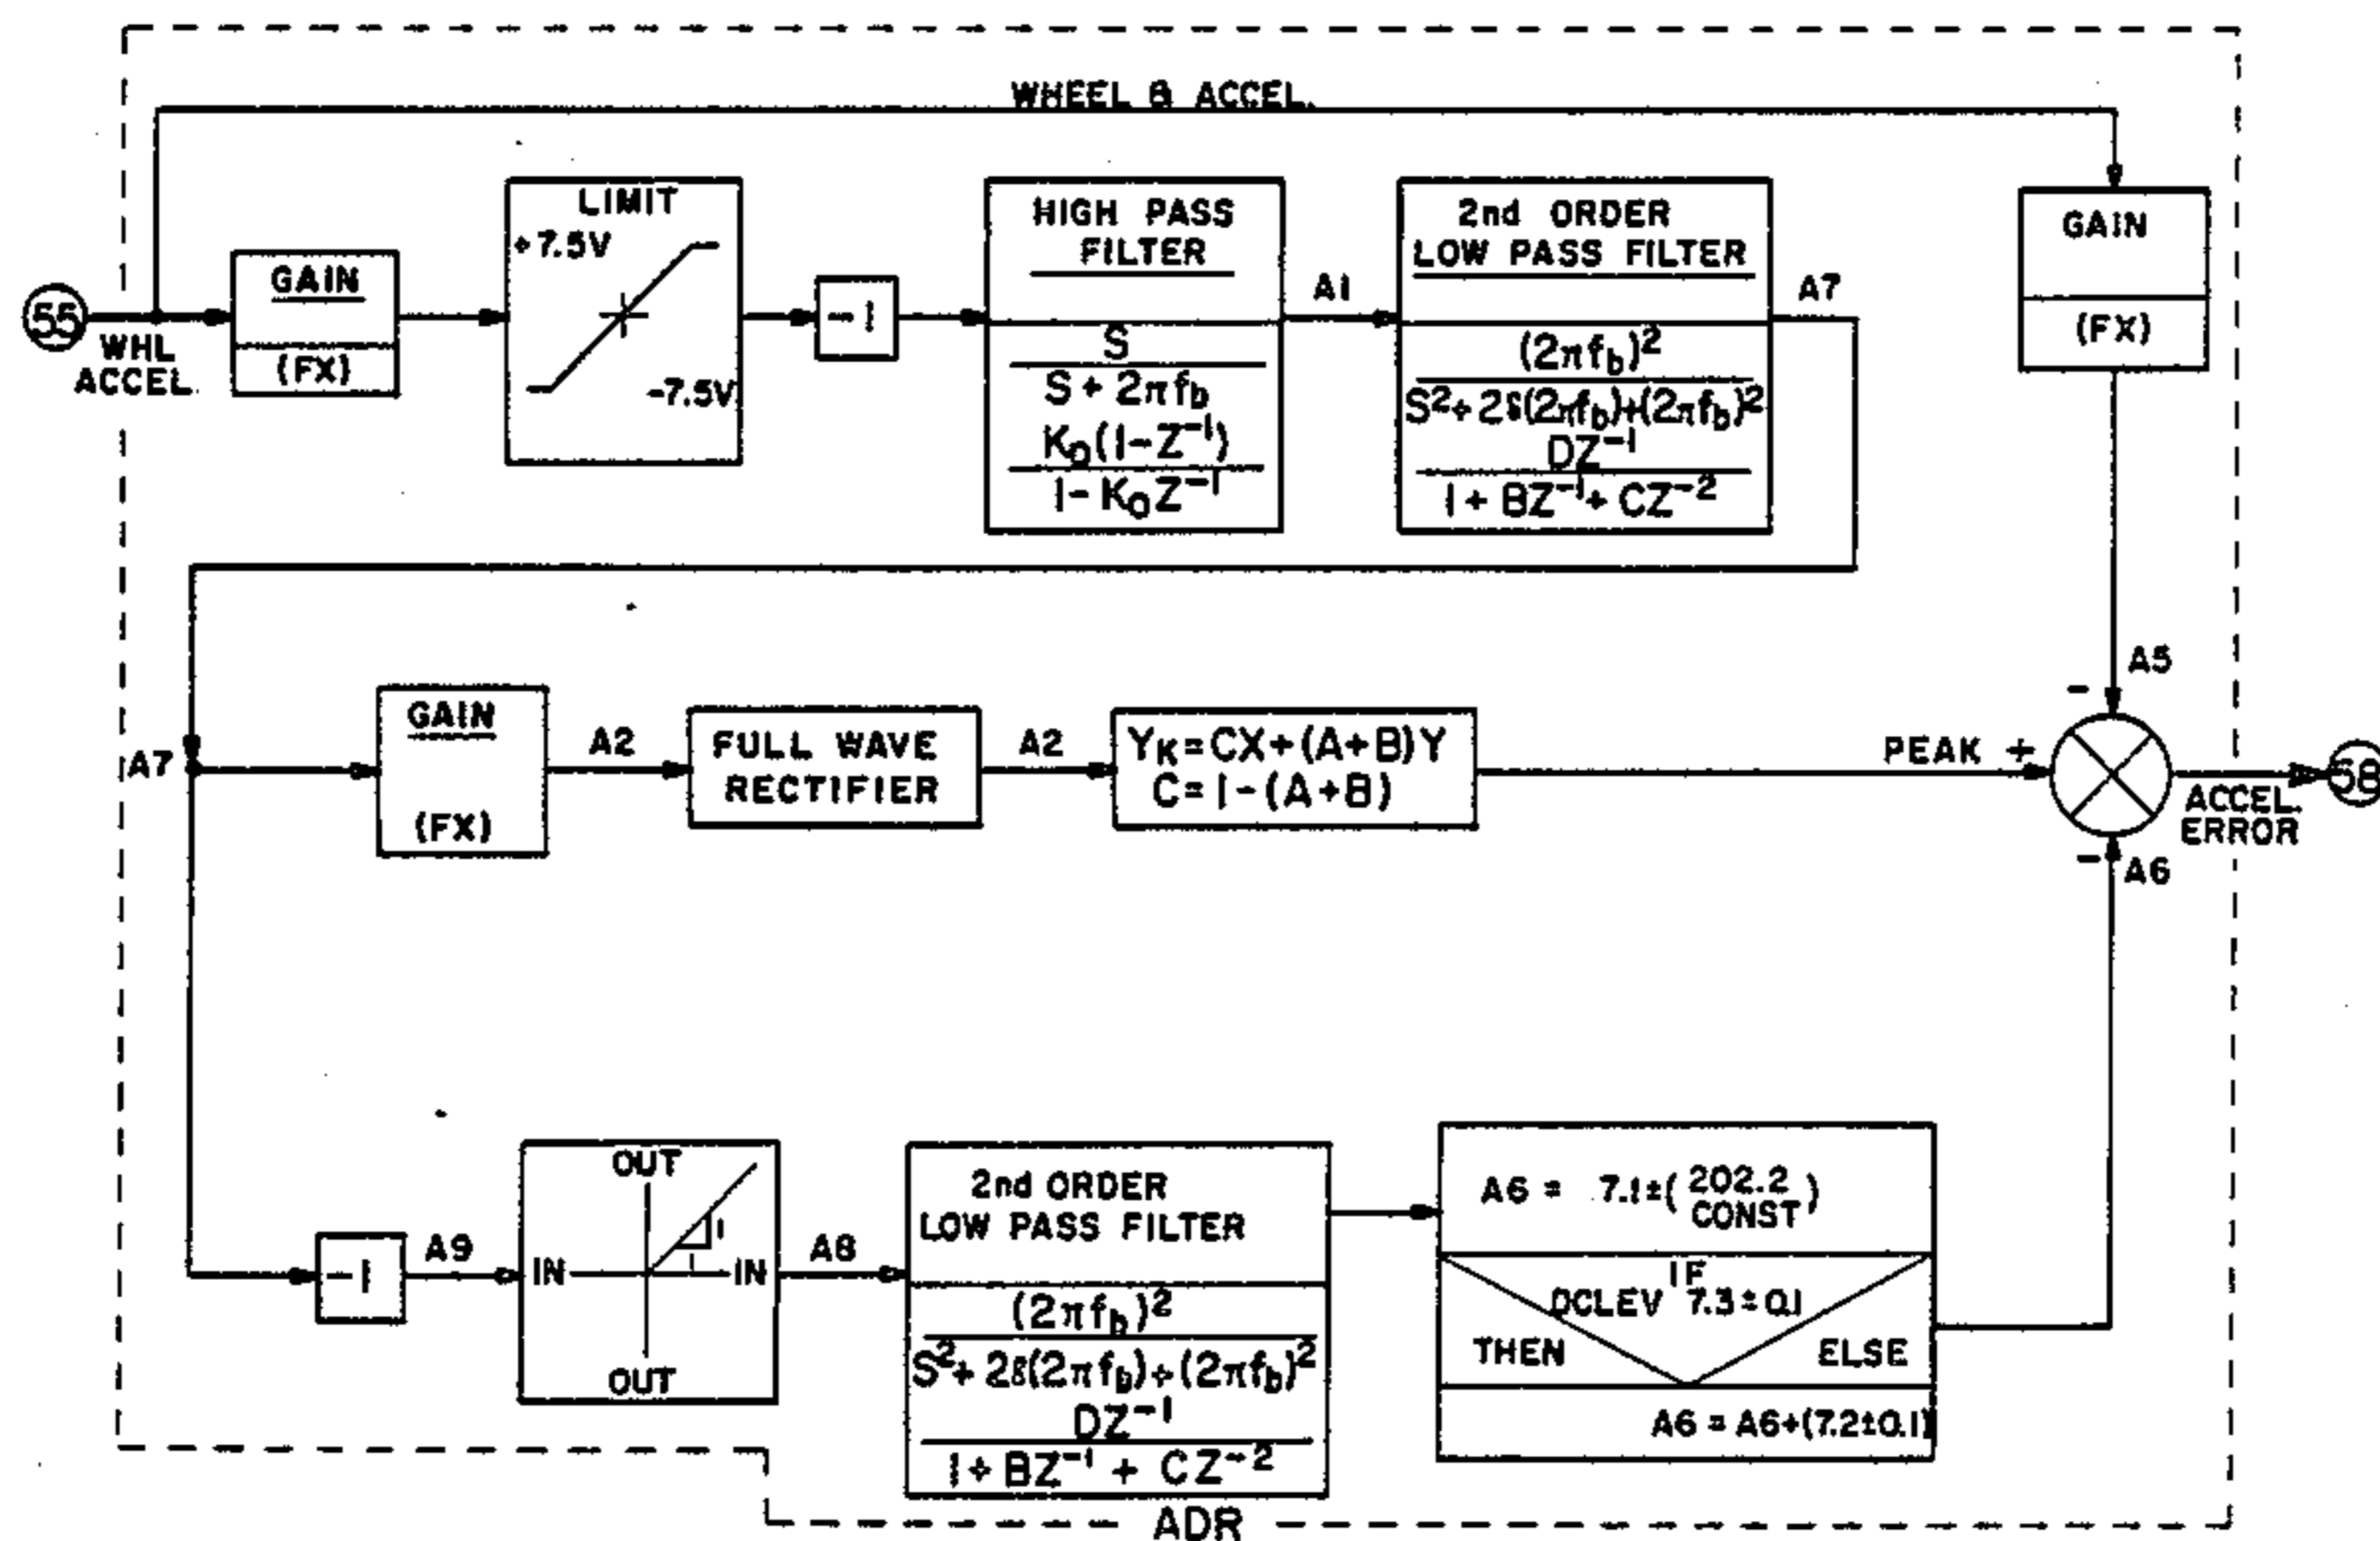 WHEEL & ACCEL.
55
WHL
ACCEL.
GAIN
(FX)
LIMIT
+7.5V
-7.5V
-1
HIGH PASS
FILTER
S
S + 2πf_b
K_0(1-Z^-1)
1-K_0Z^-1
A1
2nd ORDER
LOW PASS FILTER
(2πf_b)^2
S^2+2δ(2πf_b)+(2πf_b)^2
DZ^-1
1+BZ^-1+CZ^-2
A7
GAIN
(FX)
A5
-
A7
GAIN
(FX)
A2
FULL WAVE
RECTIFIER
A2
Y_K=CX+(A+B)Y
C=1-(A+B)
PEAK +
ACCEL.
ERROR
58
- A6
-1
A9
OUT
IN
1
1
IN
OUT
A8
2nd ORDER
LOW PASS FILTER
(2πf_b)^2
S^2+2δ(2πf_b)+(2πf_b)^2
DZ^-1
1+BZ^-1 + CZ^-2
A6 = 7.1±(202.2
CONST)
IF
DCLEV 7.3±0.1
THEN ELSE
A6 = A6+(7.2±0.1)
ADR